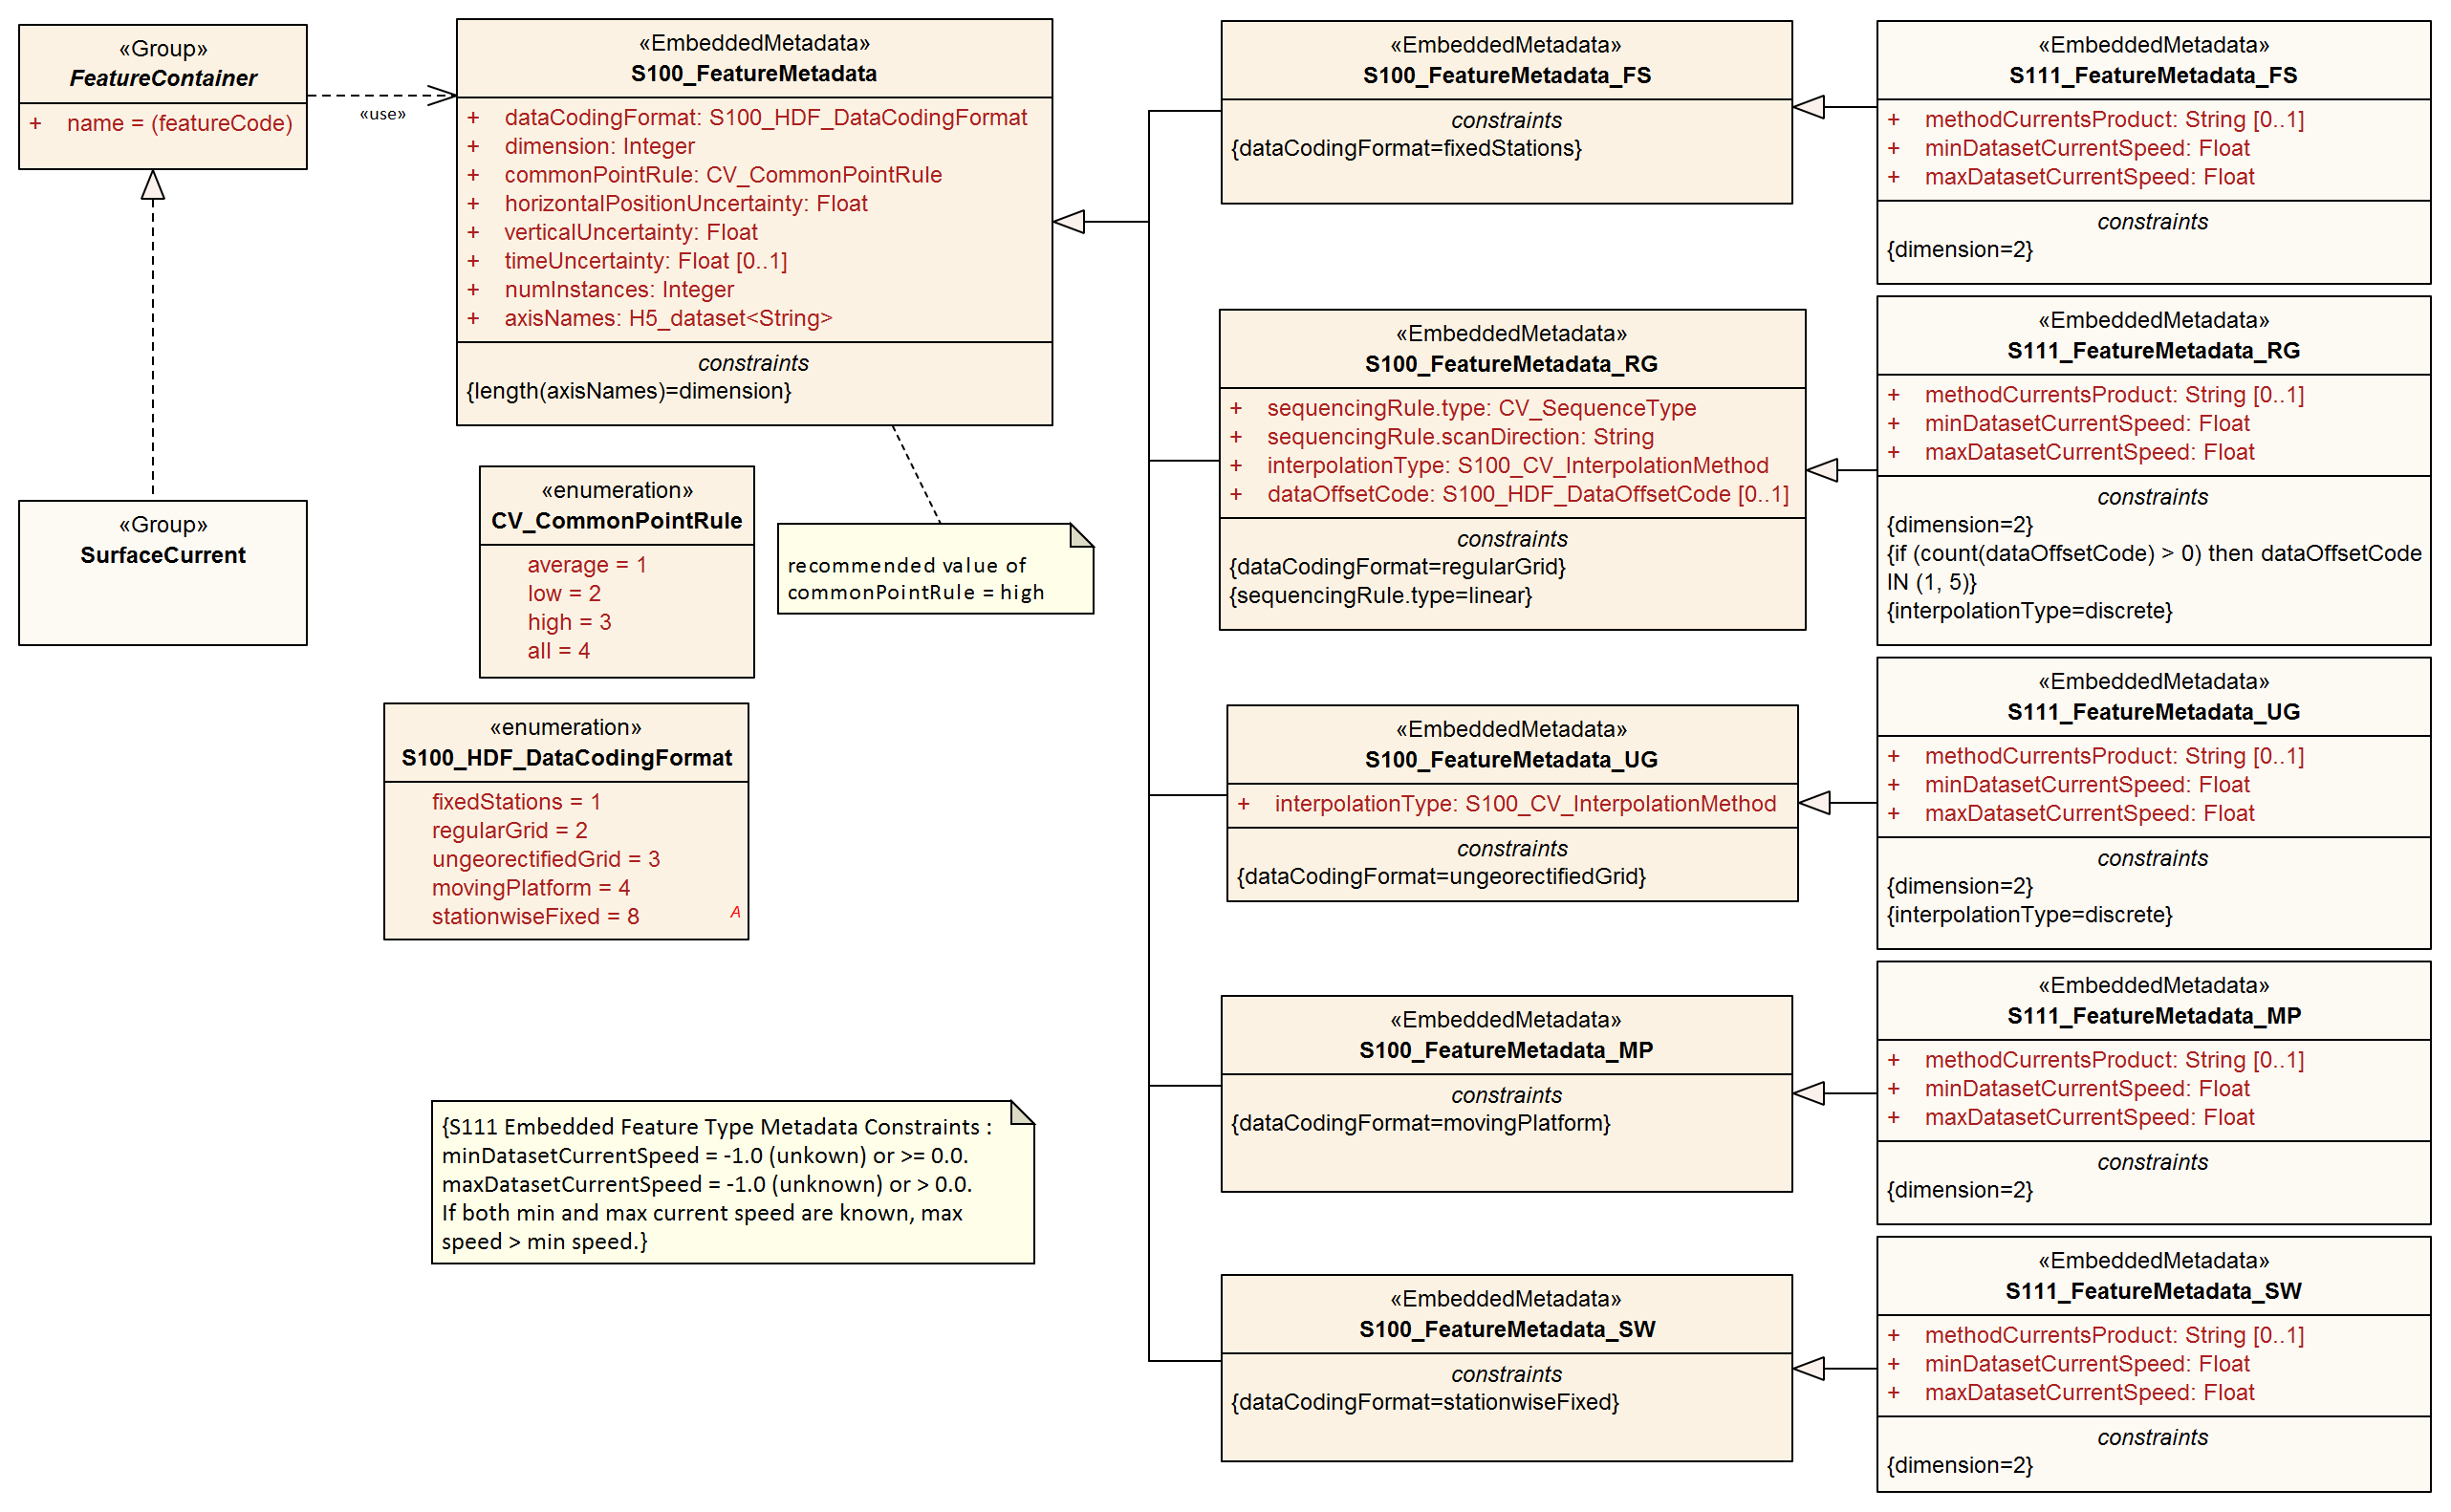 «Group»
FeatureContainer
+ name = (featureCode)
«use»
«Group»
SurfaceCurrent
«EmbeddedMetadata»
S100_FeatureMetadata
+ dataCodingFormat: S100_HDF_DataCodingFormat
+ dimension: Integer
+ commonPointRule: CV_CommonPointRule
+ horizontalPositionUncertainty: Float
+ verticalUncertainty: Float
+ timeUncertainty: Float [0..1]
+ numInstances: Integer
+ axisNames: H5_dataset<String>
constraints
{length(axisNames)=dimension}
«enumeration»
CV_CommonPointRule
average = 1
low = 2
high = 3
all = 4
recommended value of
commonPointRule = high
«enumeration»
S100_HDF_DataCodingFormat
fixedStations = 1
regularGrid = 2
ungeorectifiedGrid = 3
movingPlatform = 4
stationwiseFixed = 8
A
{S111 Embedded Feature Type Metadata Constraints :
minDatasetCurrentSpeed = -1.0 (unkown) or >= 0.0.
maxDatasetCurrentSpeed = -1.0 (unknown) or > 0.0.
If both min and max current speed are known, max
speed > min speed.}
«EmbeddedMetadata»
S100_FeatureMetadata_FS
constraints
{dataCodingFormat=fixedStations}
«EmbeddedMetadata»
S100_FeatureMetadata_RG
+ sequencingRule.type: CV_SequenceType
+ sequencingRule.scanDirection: String
+ interpolationType: S100_CV_InterpolationMethod
+ dataOffsetCode: S100_HDF_DataOffsetCode [0..1]
constraints
{dataCodingFormat=regularGrid}
{sequencingRule.type=linear}
«EmbeddedMetadata»
S100_FeatureMetadata_UG
+ interpolationType: S100_CV_InterpolationMethod
constraints
{dataCodingFormat=ungeorectifiedGrid}
«EmbeddedMetadata»
S100_FeatureMetadata_MP
constraints
{dataCodingFormat=movingPlatform}
«EmbeddedMetadata»
S100_FeatureMetadata_SW
constraints
{dataCodingFormat=stationwiseFixed}
«EmbeddedMetadata»
S111_FeatureMetadata_FS
+ methodCurrentsProduct: String [0..1]
+ minDatasetCurrentSpeed: Float
+ maxDatasetCurrentSpeed: Float
constraints
{dimension=2}
«EmbeddedMetadata»
S111_FeatureMetadata_RG
+ methodCurrentsProduct: String [0..1]
+ minDatasetCurrentSpeed: Float
+ maxDatasetCurrentSpeed: Float
constraints
{dimension=2}
{if (count(dataOffsetCode) > 0) then dataOffsetCode
IN (1, 5)}
{interpolationType=discrete}
«EmbeddedMetadata»
S111_FeatureMetadata_UG
+ methodCurrentsProduct: String [0..1]
+ minDatasetCurrentSpeed: Float
+ maxDatasetCurrentSpeed: Float
constraints
{dimension=2}
{interpolationType=discrete}
«EmbeddedMetadata»
S111_FeatureMetadata_MP
+ methodCurrentsProduct: String [0..1]
+ minDatasetCurrentSpeed: Float
+ maxDatasetCurrentSpeed: Float
constraints
{dimension=2}
«EmbeddedMetadata»
S111_FeatureMetadata_SW
+ methodCurrentsProduct: String [0..1]
+ minDatasetCurrentSpeed: Float
+ maxDatasetCurrentSpeed: Float
constraints
{dimension=2}